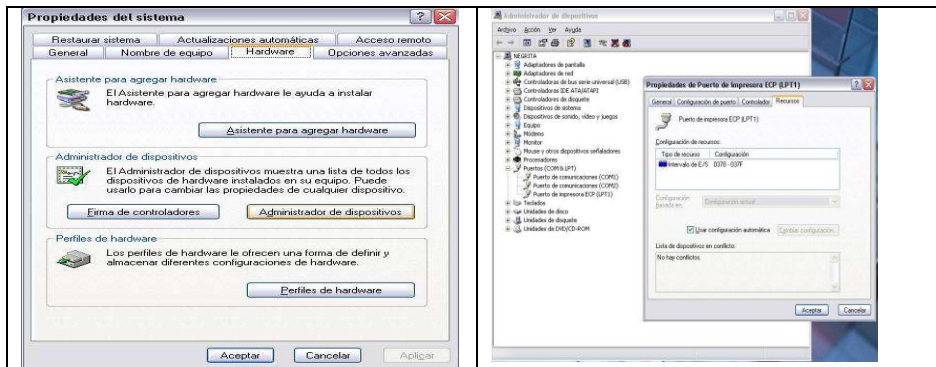 Propiedades del sistema
Restaurar sistema Actualizaciones automáticas Acceso remoto
General Nombre de equipo Hardware Opciones avanzadas
Asistente para agregar hardware
El Asistente para agregar hardware le ayuda a instalar
hardware.
Asistente para agregar hardware
Administrador de dispositivos
El Administrador de dispositivos muestra una lista de todos los
dispositivos de hardware instalados en su equipo. Puede
usarlo para cambiar las propiedades de cualquier dispositivo.
Firma de controladores Administrador de dispositivos
Perfiles de hardware
Los perfiles de hardware le ofrecen una forma de definir y
almacenar diferentes configuraciones de hardware.
Perfiles de hardware
Aceptar Cancelar Aplicar
Administrador de dispositivos
Archivo Acción Ver Ayuda
NEGRITA
Adaptadores de pantalla
Adaptadores de red
Controladoras de bus serie universal (USB)
Controladoras IDE ATA/ATAPI
Controladoras de disquete
Dispositivos de sistema
Dispositivos de sonido, vídeo y juegos
Equipo
Módems
Monitor
Mouse y otros dispositivos señaladores
Procesadores
Puertos (COM & LPT)
Puerto de comunicaciones (COM1)
Puerto de comunicaciones (COM2)
Puerto de impresora ECP (LPT1)
Teclados
Unidades de disco
Unidades de disquete
Unidades de DVD/CD-ROM
Propiedades de Puerto de impresora ECP (LPT1)
General Configuración de puerto Controlador Recursos
Puerto de impresora ECP (LPT1)
Configuración de recursos:
Tipo de recurso Configuración
Intervalo de E/S 0378 - 037F
Configuración
basada en: Configuración actual
Usar configuración automática Cambiar configuración...
Lista de dispositivos en conflicto:
No hay conflictos.
Aceptar Cancelar